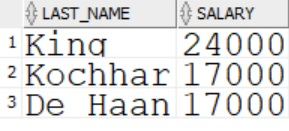 LAST_NAME SALARY
1 King 24000
2 Kochhar 17000
3 De Haan 17000